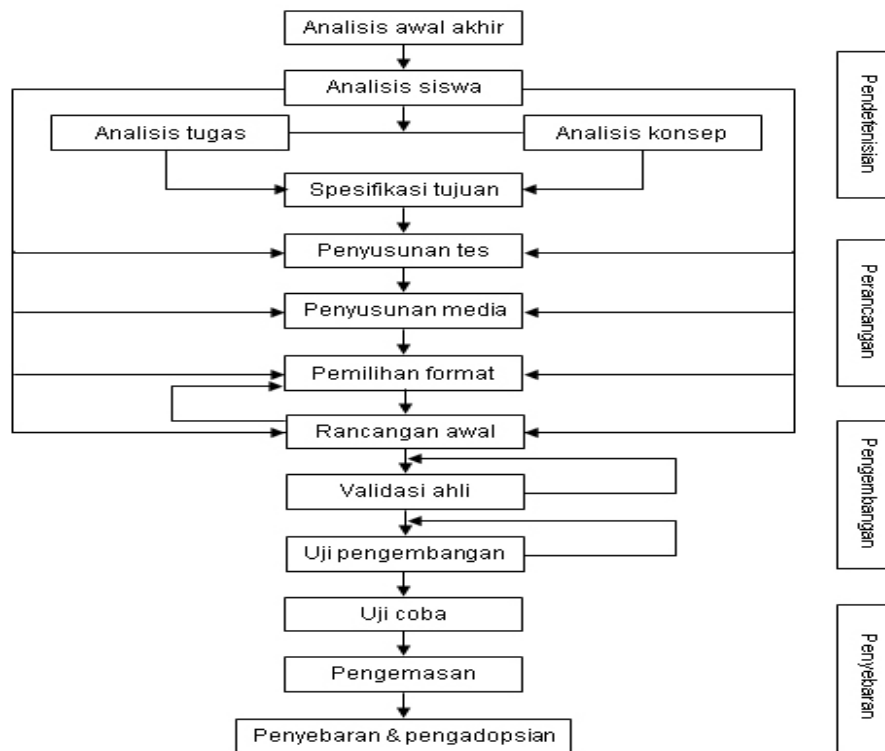 Analisis awal akhir
Analisis siswa
Analisis tugas
Analisis konsep
Spesifikasi tujuan
Penyusunan tes
Penyusunan media
Pemilihan format
Rancangan awal
Validasi ahli
Uji pengembangan
Uji coba
Pengemasan
Penyebaran & pengadopsian
Pendefenisian
Perancangan
Pengembangan
Penyebaran